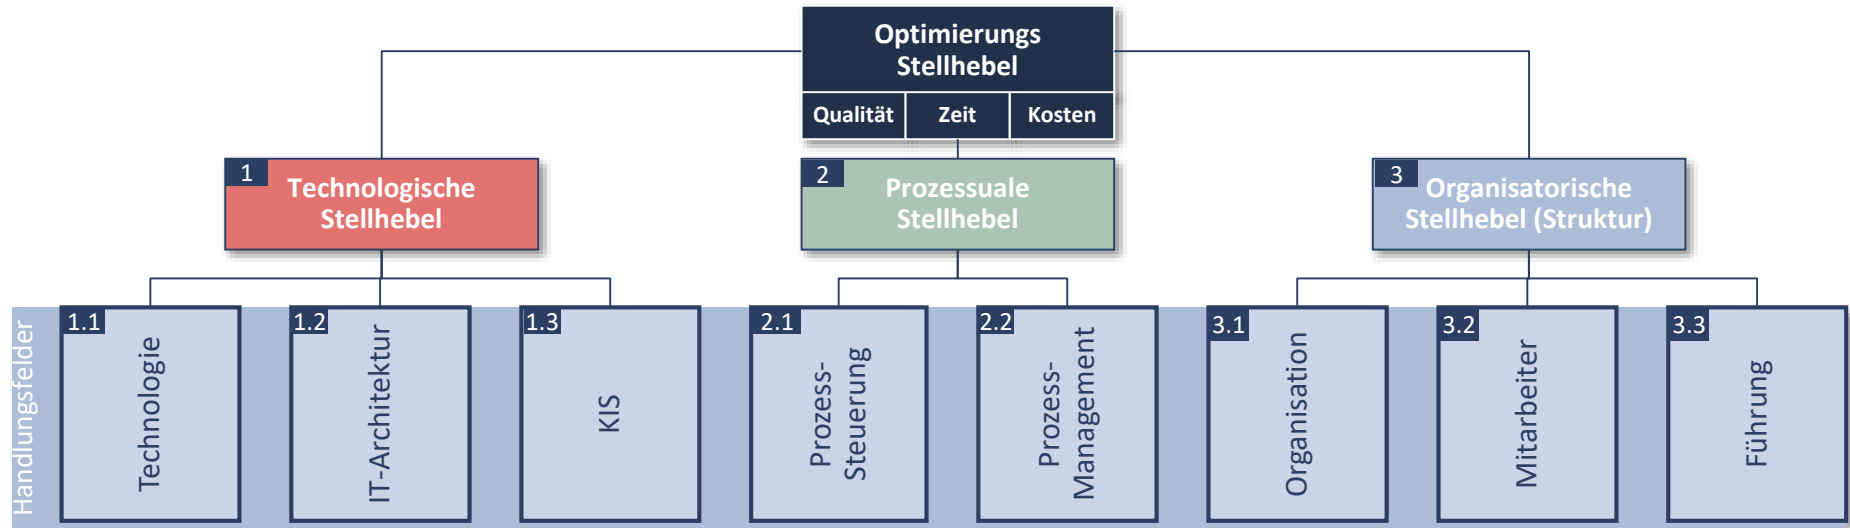 Optimierungs
Stellhebel
Qualität Zeit Kosten
1
Technologische
Stellhebel
2
Prozessuale
Stellhebel
3
Organisatorische
Stellhebel (Struktur)
Handlungsfelder
1.1
Technologie
1.2
IT-Architektur
1.3
KIS
2.1
Prozess-
Steuerung
2.2
Prozess-
Management
3.1
Organisation
3.2
Mitarbeiter
3.3
Führung